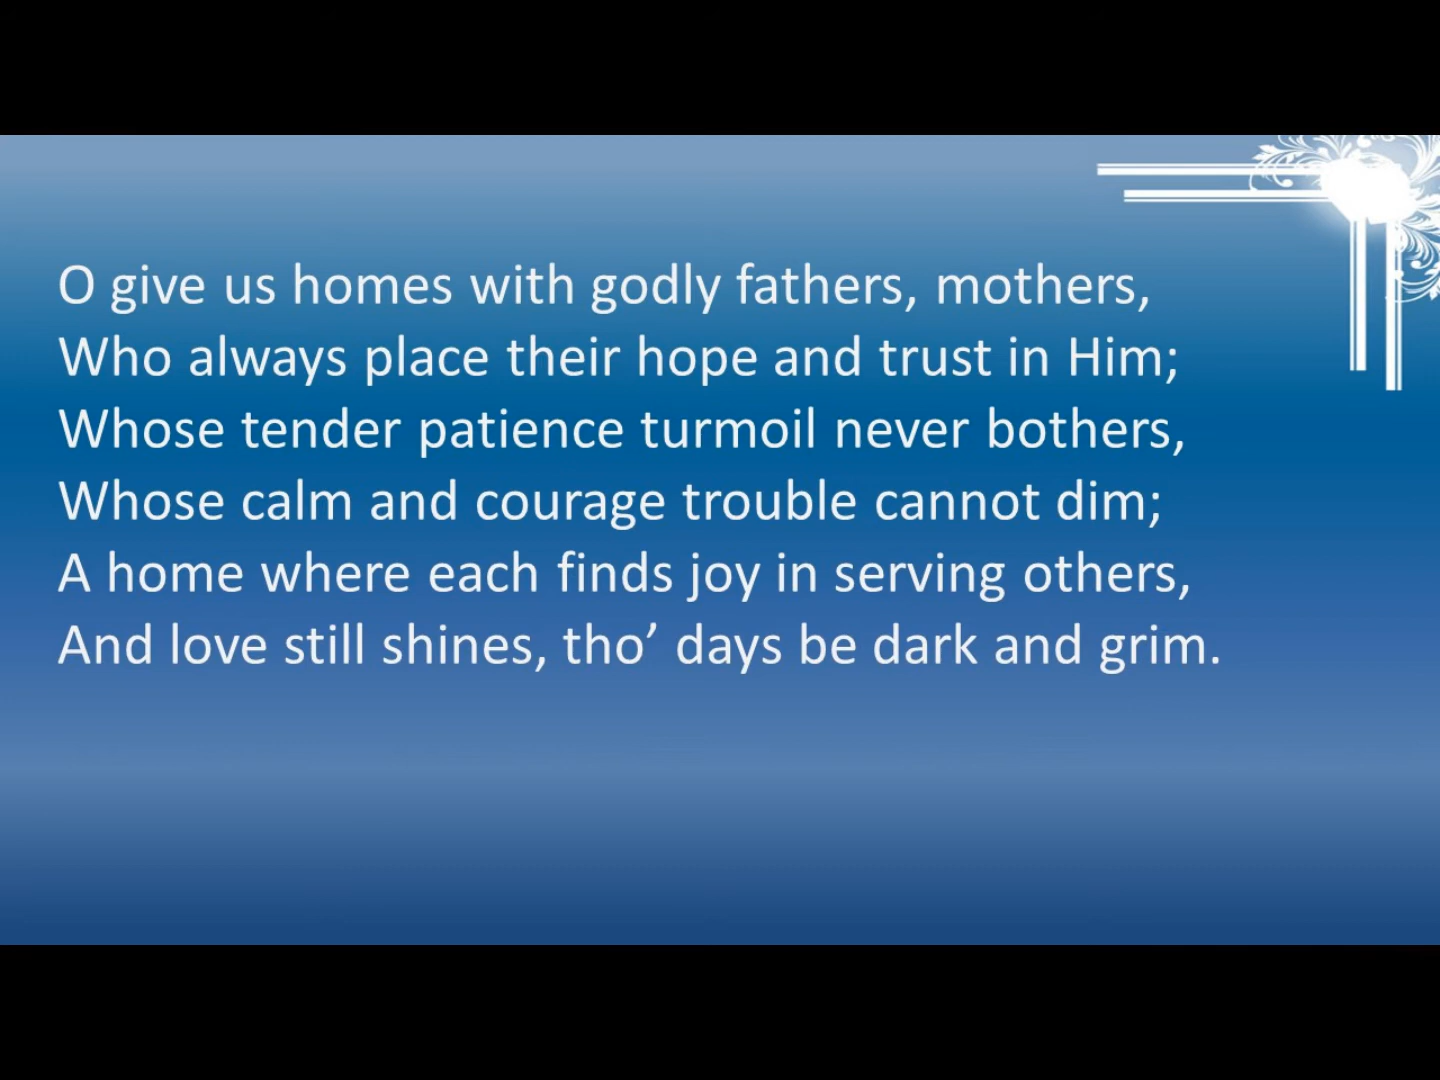 O give us homes with godly fathers, mothers,
Who always place their hope and trust in Him;
Whose tender patience turmoil never bothers,
Whose calm and courage trouble cannot dim;
A home where each finds joy in serving others,
And love still shines, tho’ days be dark and grim.